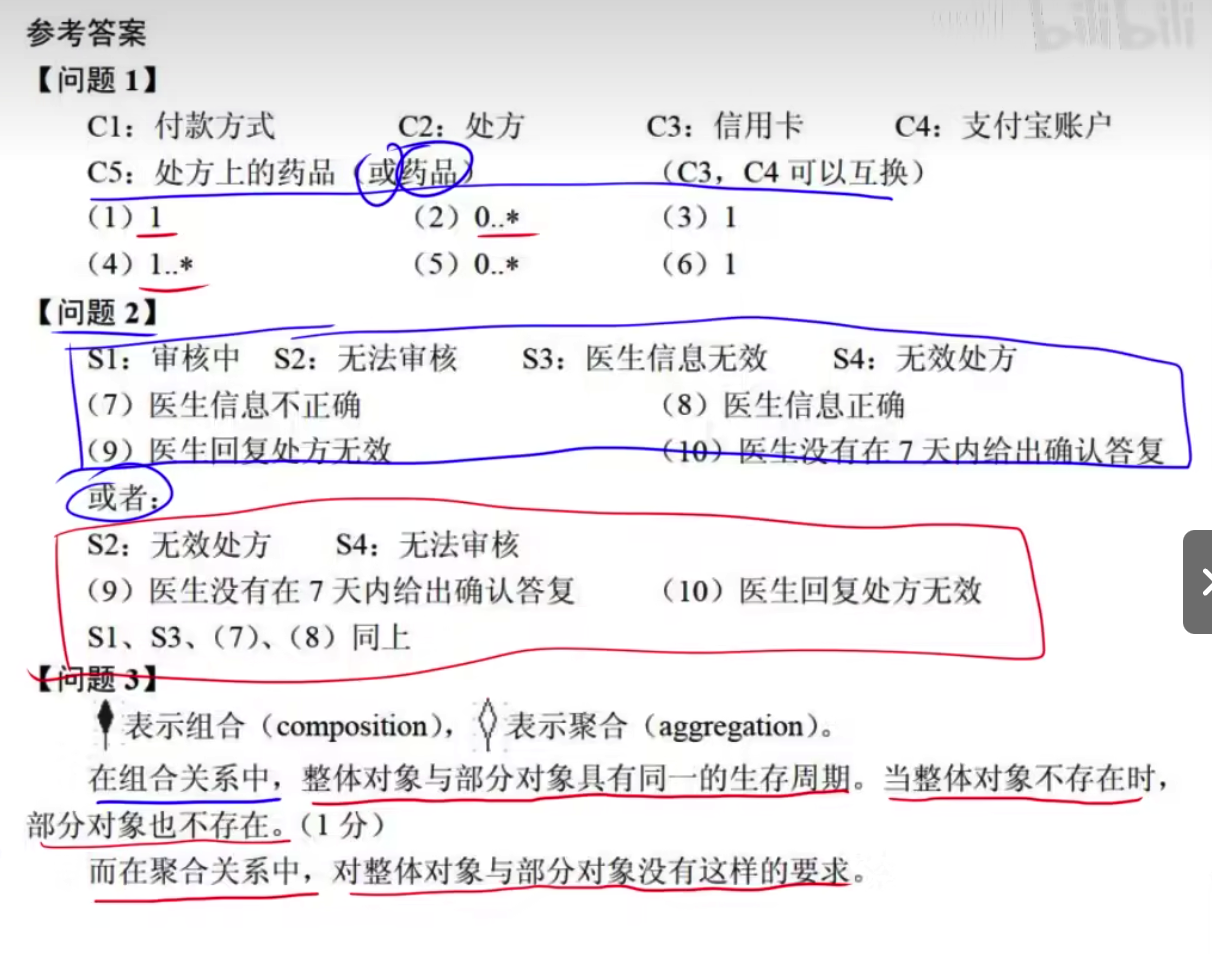 bilibili
参考答案
【问题 1】
C1：付款方式 C2：处方 C3：信用卡 C4：支付宝账户
C5：处方上的药品（或药品） （C3，C4 可以互换）
（1）1 （2）0..* （3）1
（4）1..* （5）0..* （6）1
【问题 2】
S1：审核中 S2：无法审核 S3：医生信息无效 S4：无效处方
（7）医生信息不正确 （8）医生信息正确
（9）医生回复处方无效 （10）医生没有在 7 天内给出确认答复
或者：
S2：无效处方 S4：无法审核
（9）医生没有在 7 天内给出确认答复 （10）医生回复处方无效
S1、S3、（7）、（8）同上
【问题 3】
表示组合（composition），表示聚合（aggregation）。
在组合关系中，整体对象与部分对象具有同一的生存周期。当整体对象不存在时，
部分对象也不存在。（1 分）
而在聚合关系中，对整体对象与部分对象没有这样的要求。